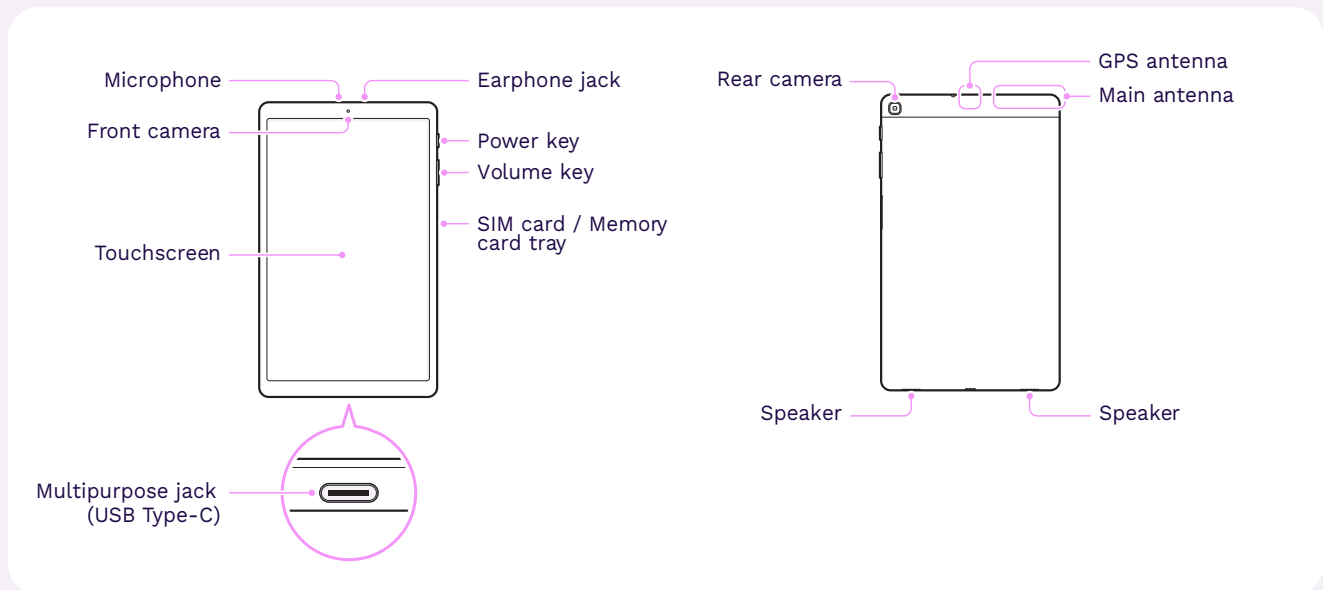 Microphone
Earphone jack
Front camera
Power key
Volume key
SIM card / Memory
card tray
Touchscreen
Multipurpose jack
(USB Type-C)
Rear camera
GPS antenna
Main antenna
Speaker
Speaker